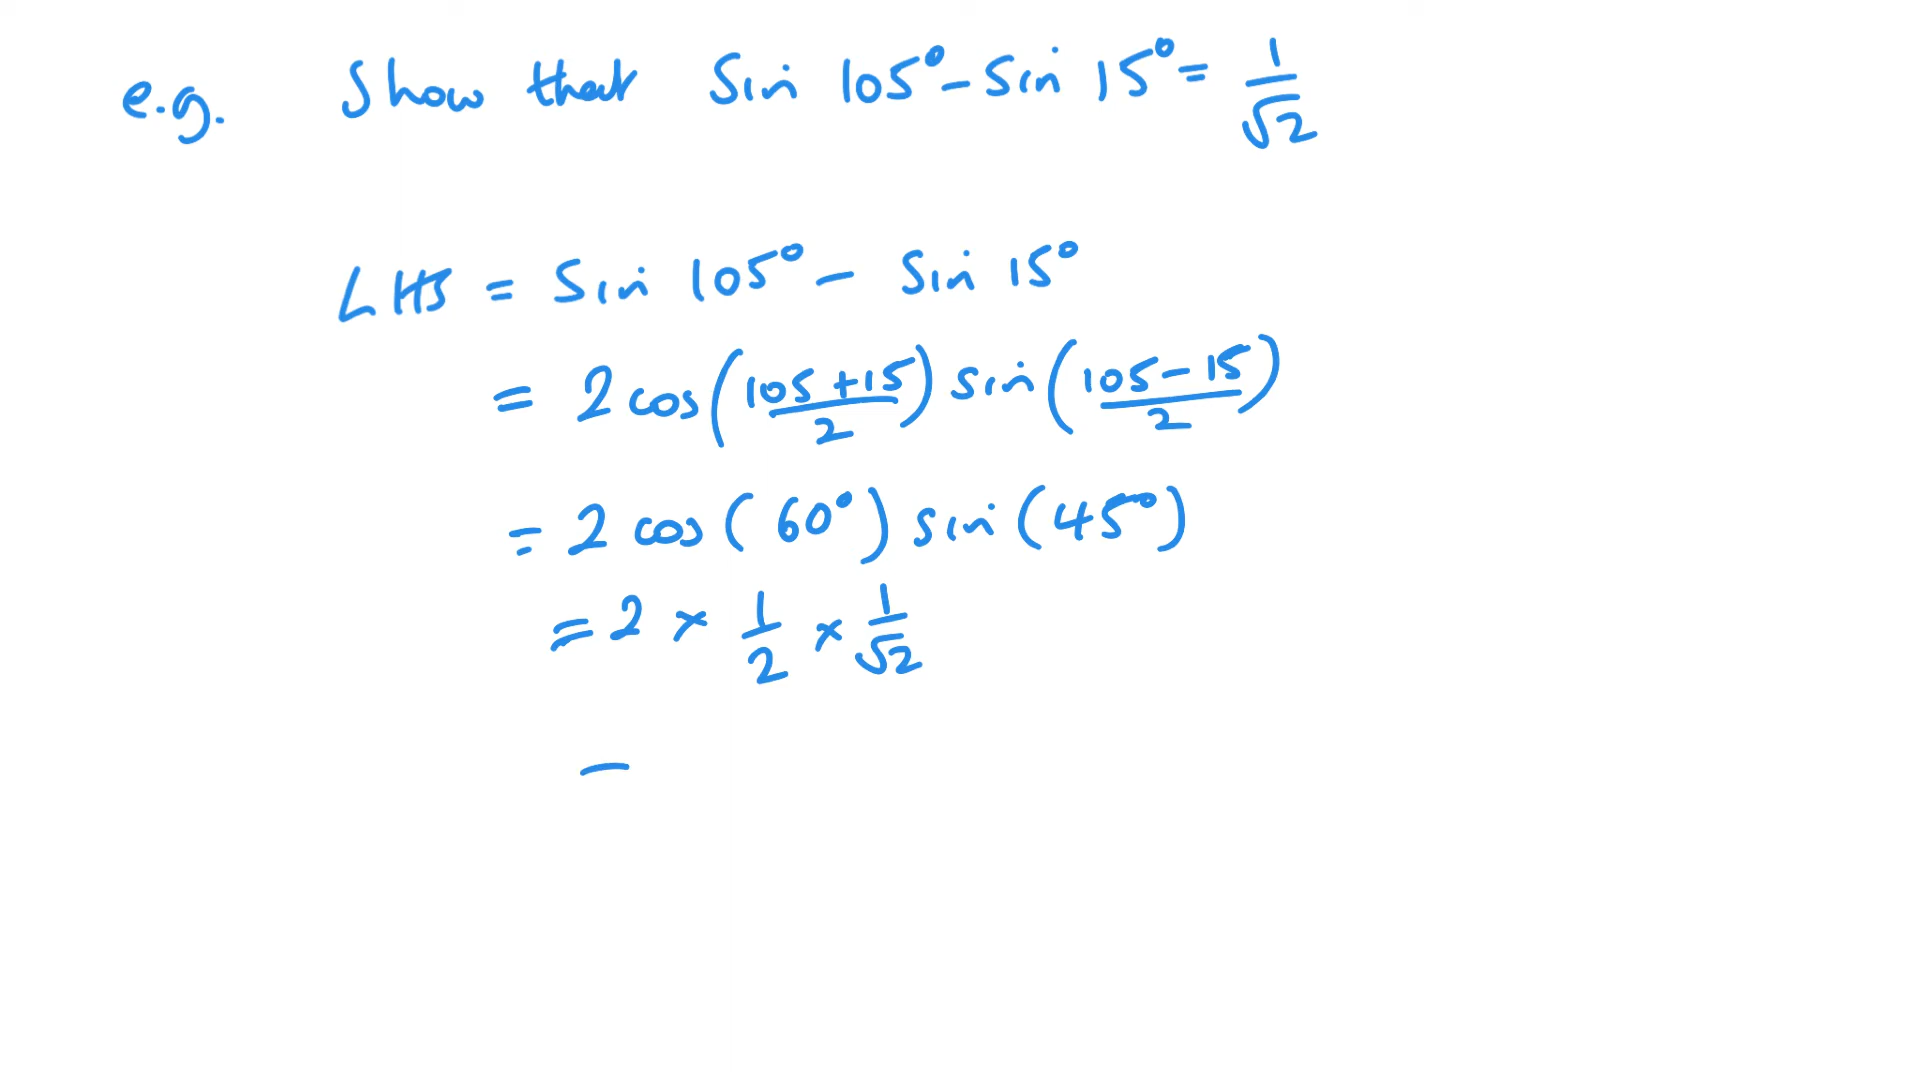 e.g. Show that Sin 105° - Sin 15° = 1/√2
LHS = Sin 105° - Sin 15°
= 2 cos((105+15)/2) sin((105-15)/2)
= 2 cos(60°) sin(45°)
= 2 × 1/2 × 1/√2